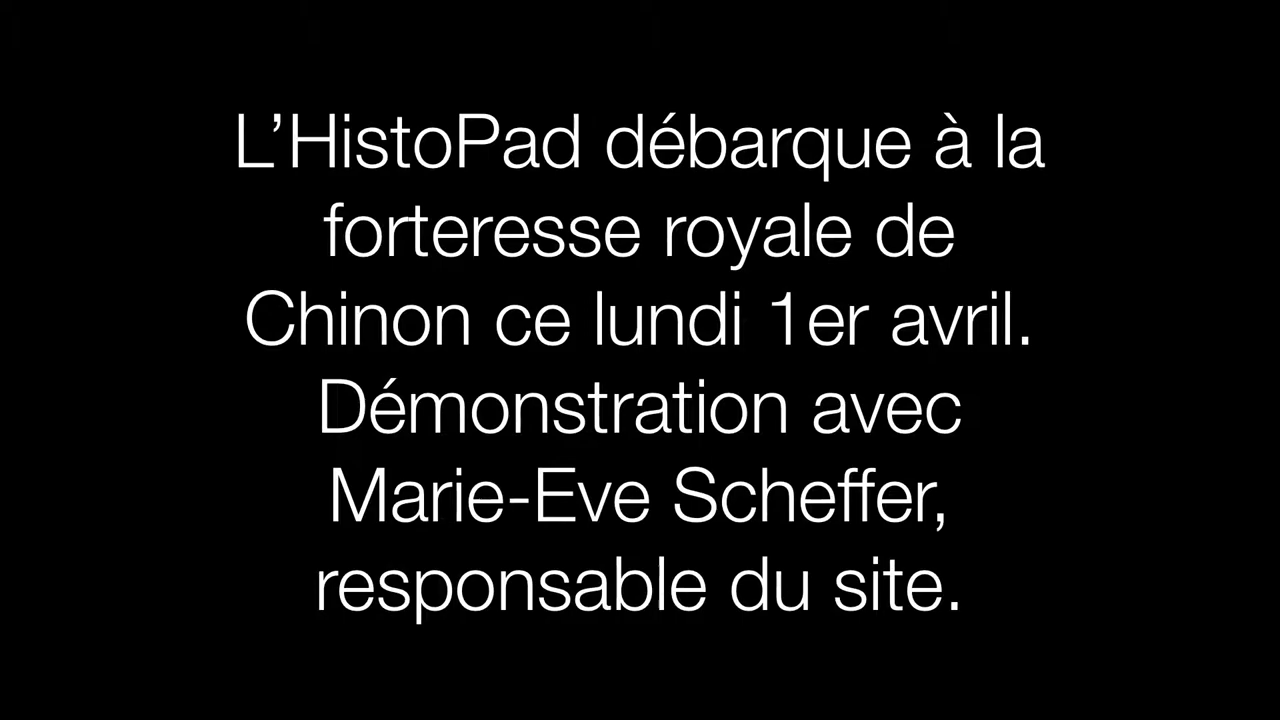 L’HistoPad débarque à la
forteresse royale de
Chinon ce lundi 1er avril.
Démonstration avec
Marie-Eve Scheffer,
responsable du site.